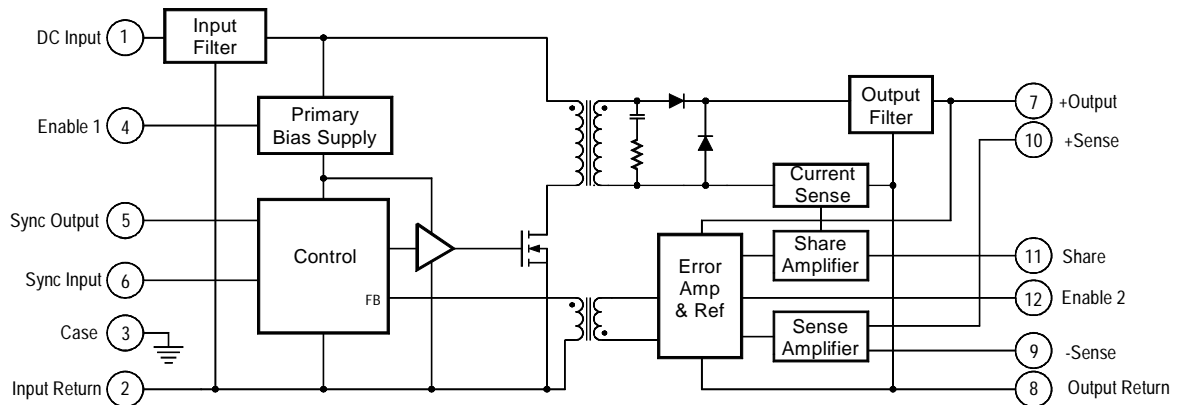 DC Input 1
Input
Filter
Enable 1 4
Primary
Bias Supply
Sync Output 5
Sync Input 6
Control
FB
Case 3
Input Return 2
Output
Filter
7 +Output
10 +Sense
Current
Sense
Share
Amplifier
11 Share
Error
Amp
& Ref
12 Enable 2
Sense
Amplifier
9 -Sense
8 Output Return